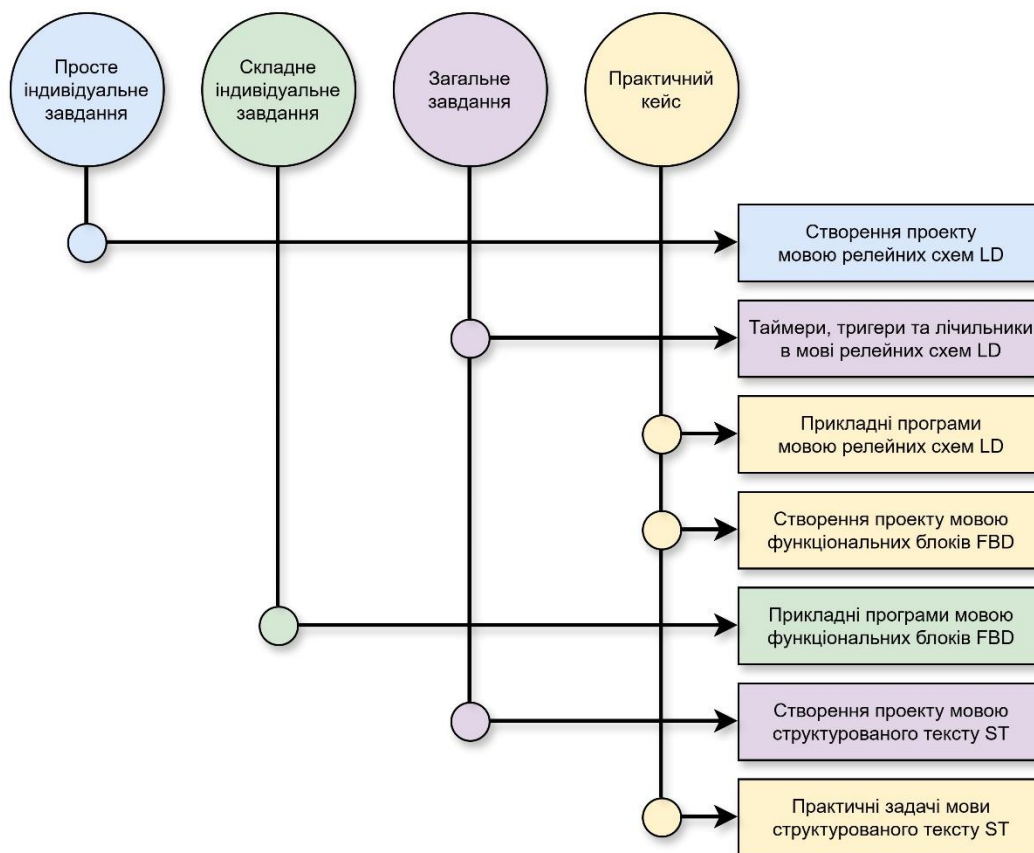 Просте
індивідуальне
завдання
Складне
індивідуальне
завдання
Загальне
завдання
Практичний
кейс
Створення проекту
мовою релейних схем LD
Таймери, тригери та лічильники
в мові релейних схем LD
Прикладні програми
мовою релейних схем LD
Створення проекту мовою
функціональних блоків FBD
Прикладні програми мовою
функціональних блоків FBD
Створення проекту мовою
структурованого тексту ST
Практичні задачі мови
структурованого тексту ST